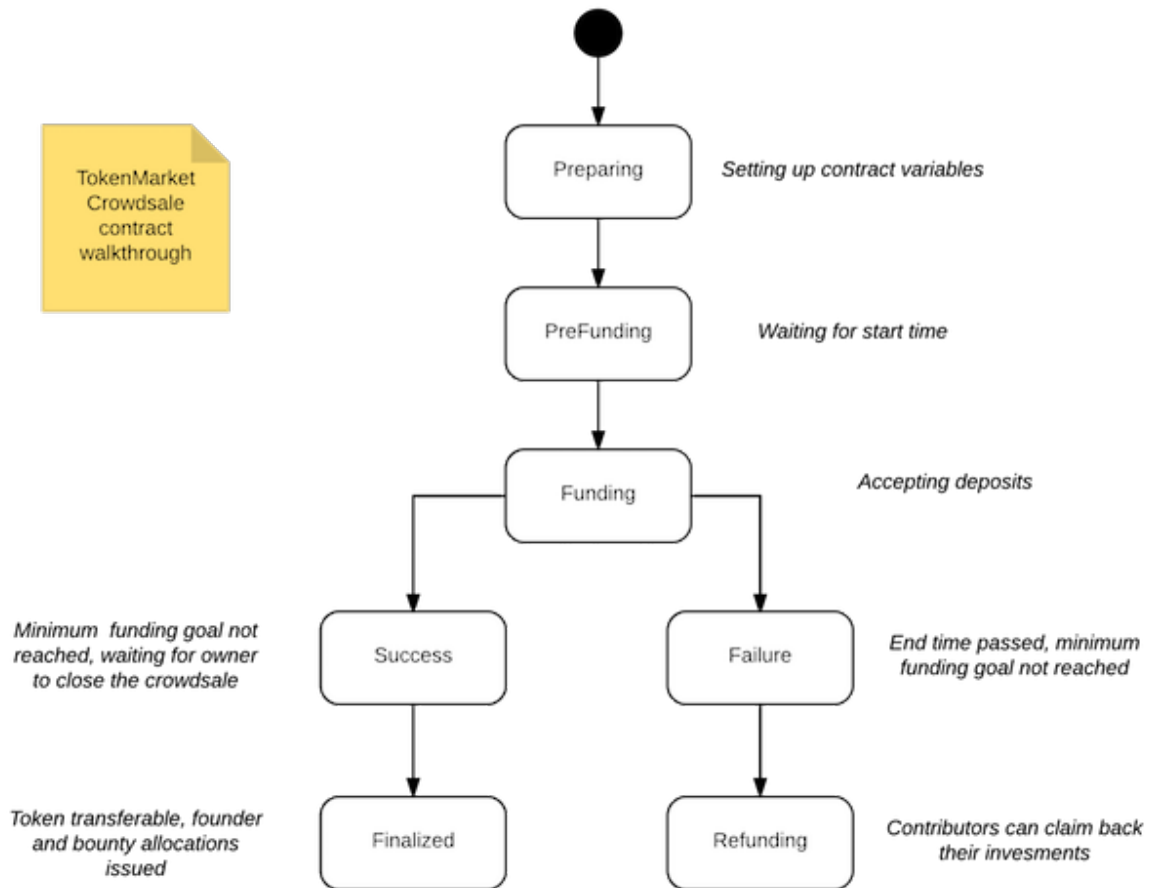 TokenMarket
Crowdsale
contract
walkthrough
Preparing
Setting up contract variables
PreFunding
Waiting for start time
Funding
Accepting deposits
Minimum funding goal not
reached, waiting for owner
to close the crowdsale
Success
Failure
End time passed, minimum
funding goal not reached
Token transferable, founder
and bounty allocations
issued
Finalized
Refunding
Contributors can claim back
their invesments